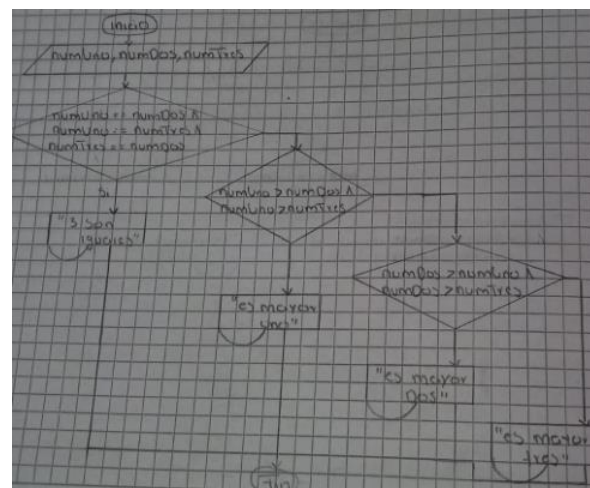 inicio
numUno, numDos, numTres
numUno == numDos ∧
numUno == numTres ∧
numTres == numDos
Si
"3 son
iguales"
numUno > numDos ∧
numUno > numTres
"es mayor
uno"
numDos > numUno ∧
numDos > numTres
"es mayor
Dos"
"es mayor
tres"
Fin